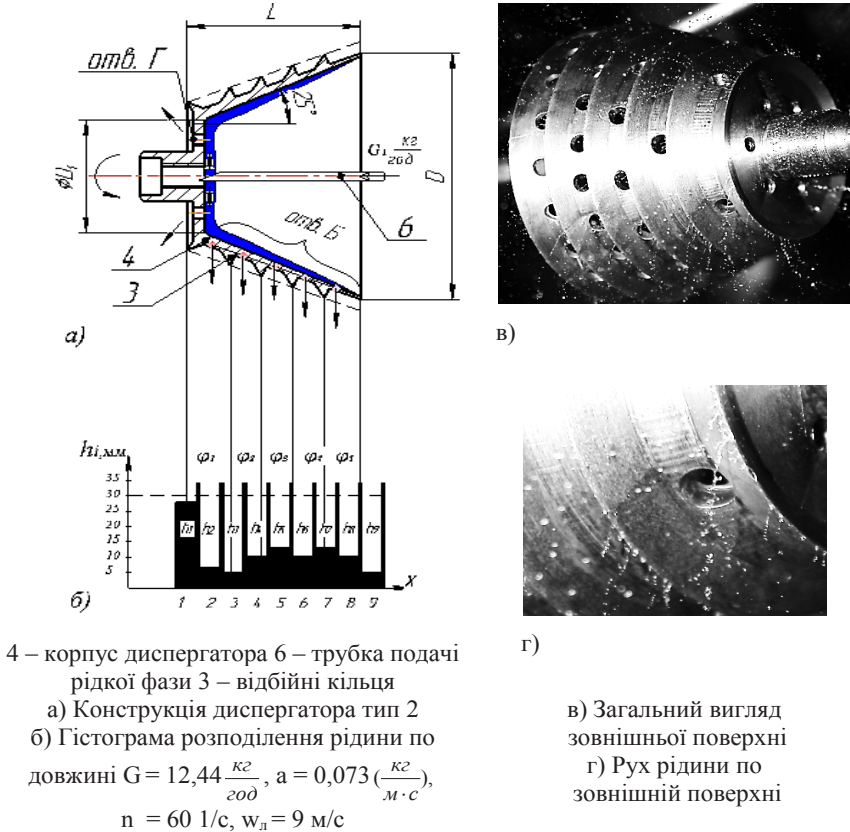 L
отв. Г
25°
øD₁
G₁ кг/год
D
отв. Б
6
4
3
а)
в)
hi,мм
φ₁ φ₂ φ₃ φ₄ φ₅
35
30
25
20
15
10
5
h1 h2 h3 h4 h5 h6 h7 h8 h9
X
б)
1 2 3 4 5 6 7 8 9
г)
4 – корпус диспергатора 6 – трубка подачі
рідкої фази 3 – відбійні кільця
а) Конструкція диспергатора тип 2
б) Гістограма розподілення рідини по
довжині G = 12,44 кг/год, а = 0,073 (кг/м·с),
n = 60 1/с, wл = 9 м/с
в) Загальний вигляд
зовнішньої поверхні
г) Рух рідини по
зовнішній поверхні